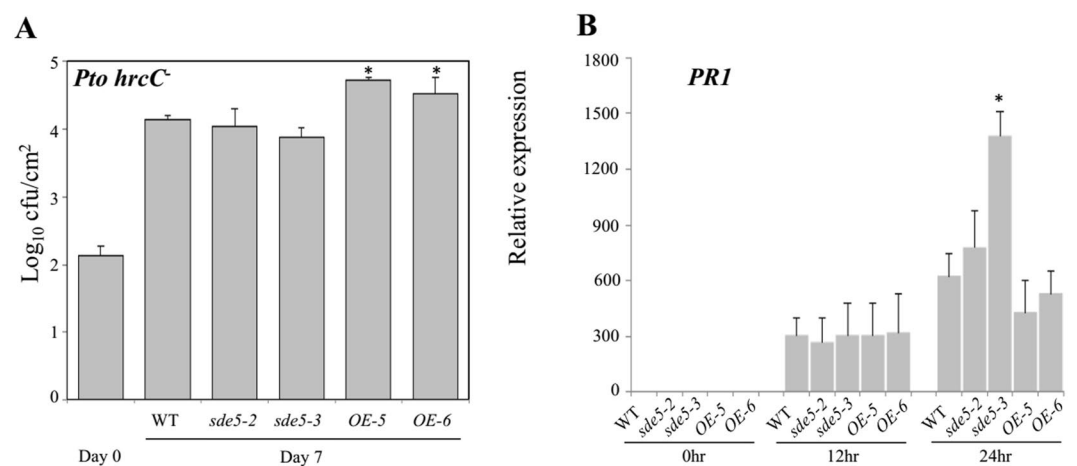 A
Pto hrcC-
Log10 cfu/cm2
5
4
3
2
1
0
*
*
WT sde5-2 sde5-3 OE-5 OE-6
Day 0 Day 7
B
PR1
Relative expression
1800
1500
1200
900
600
300
0
*
WT sde5-2 sde5-3 OE-5 OE-6 WT sde5-2 sde5-3 OE-5 OE-6 WT sde5-2 sde5-3 OE-5 OE-6
0hr 12hr 24hr